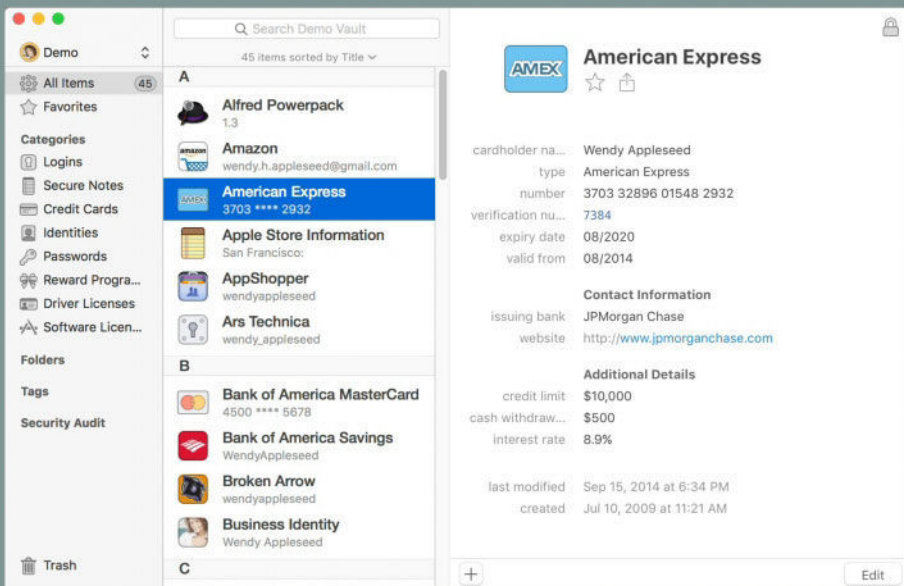 Demo
All Items 45
Favorites
Categories
Logins
Secure Notes
Credit Cards
Identities
Passwords
Reward Progra...
Driver Licenses
Software Licen...
Folders
Tags
Security Audit
Trash
Search Demo Vault
45 items sorted by Title
A
Alfred Powerpack
1.3
amazon
Amazon
wendy.h.appleseed@gmail.com
AMEX
American Express
3703 **** 2932
Apple Store Information
San Francisco:
AppShopper
wendyappleseed
Ars Technica
wendy_appleseed
B
Bank of America MasterCard
4500 **** 5678
Bank of America Savings
WendyAppleseed
Broken Arrow
wendyappleseed
Business Identity
Wendy Appleseed
C
AMEX
American Express
cardholder na... Wendy Appleseed
type American Express
number 3703 32896 01548 2932
verification nu... 7384
expiry date 08/2020
valid from 08/2014
Contact Information
issuing bank JPMorgan Chase
website http://www.jpmorganchase.com
Additional Details
credit limit $10,000
cash withdraw... $500
interest rate 8.9%
last modified Sep 15, 2014 at 6:34 PM
created Jul 10, 2009 at 11:21 AM
+
Edit